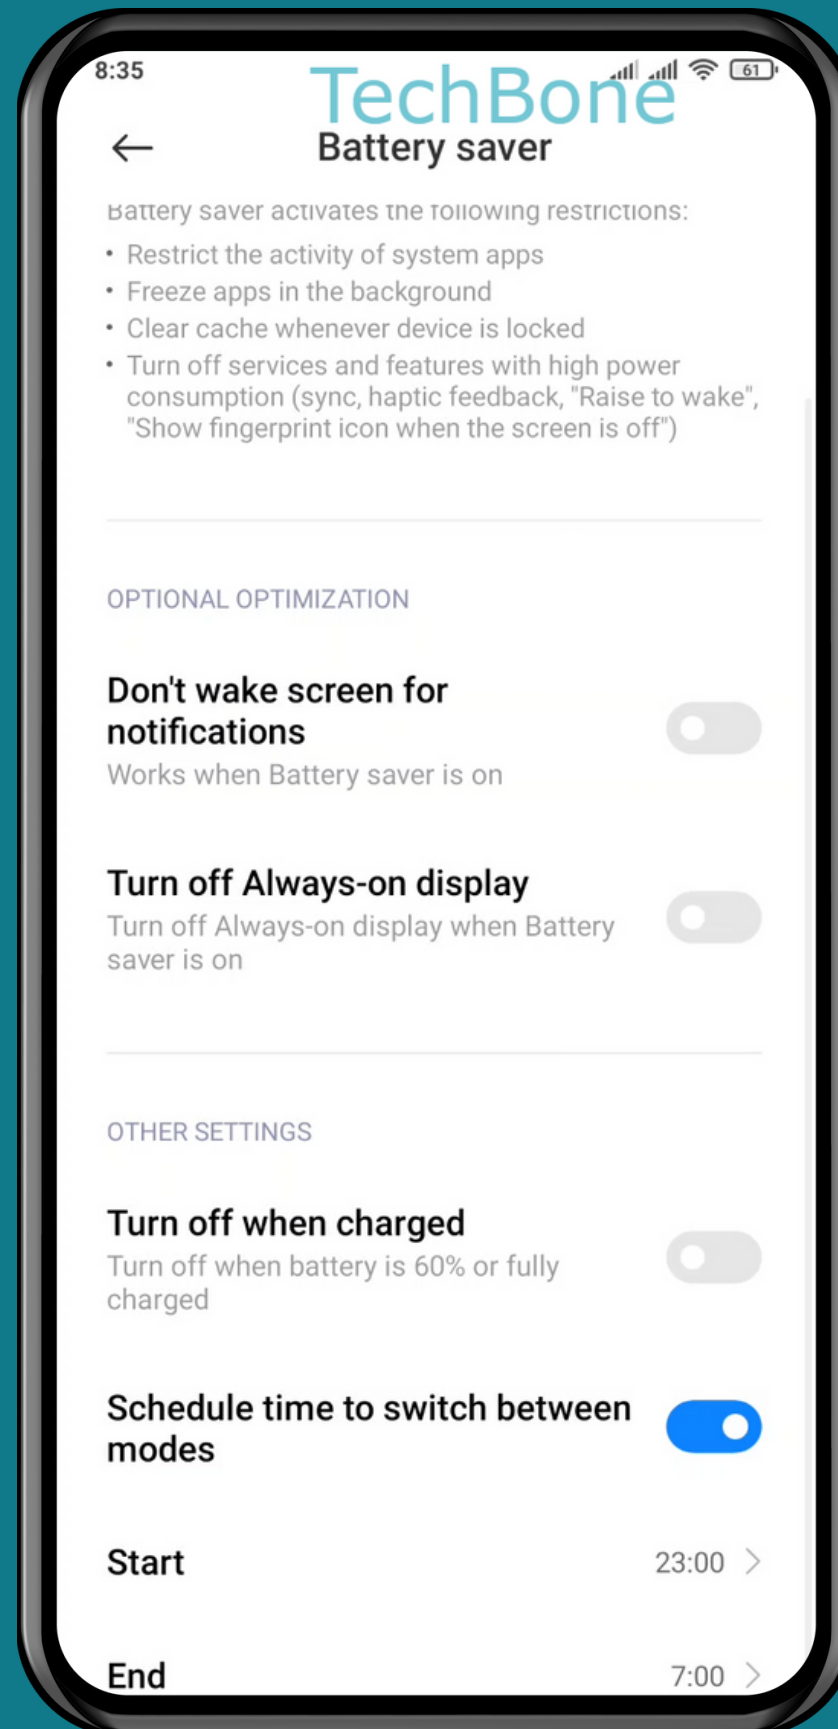 8:35
TechBone
61
Battery saver
Battery saver activates the following restrictions:
• Restrict the activity of system apps
• Freeze apps in the background
• Clear cache whenever device is locked
• Turn off services and features with high power
consumption (sync, haptic feedback, "Raise to wake",
"Show fingerprint icon when the screen is off")
OPTIONAL OPTIMIZATION
Don't wake screen for
notifications
Works when Battery saver is on
Turn off Always-on display
Turn off Always-on display when Battery
saver is on
OTHER SETTINGS
Turn off when charged
Turn off when battery is 60% or fully
charged
Schedule time to switch between
modes
Start 23:00
End 7:00